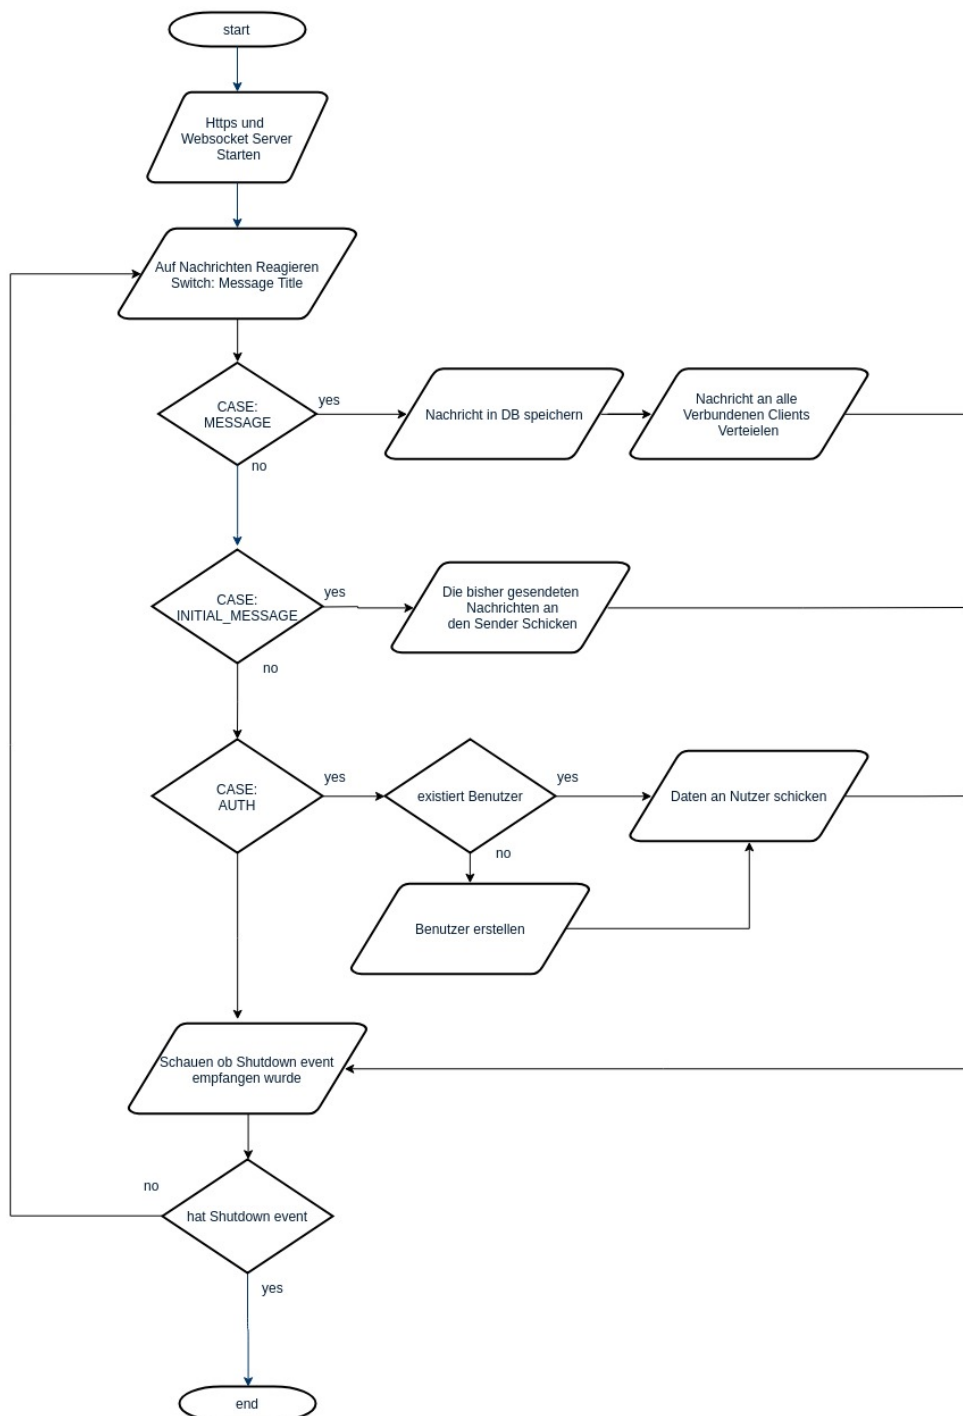 start
Https und
Websocket Server
Starten
Auf Nachrichten Reagieren
Switch: Message Title
CASE:
MESSAGE
yes
no
Nachricht in DB speichern
Nachricht an alle
Verbundenen Clients
Verteielen
CASE:
INITIAL_MESSAGE
yes
no
Die bisher gesendeten
Nachrichten an
den Sender Schicken
CASE:
AUTH
yes
existiert Benutzer
yes
no
Daten an Nutzer schicken
Benutzer erstellen
Schauen ob Shutdown event
empfangen wurde
no
hat Shutdown event
yes
end